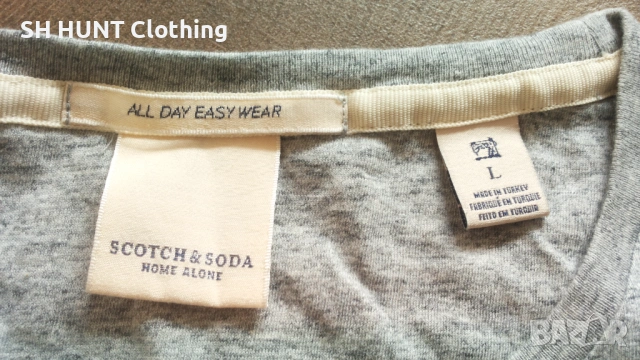 SH HUNT Clothing
ALL DAY EASY WEAR
SCOTCH & SODA
HOME ALONE
L
MADE IN TURKEY
FABRIQUÉ EN TURQUIE
FEITO EM TURQUIA
BAZAR